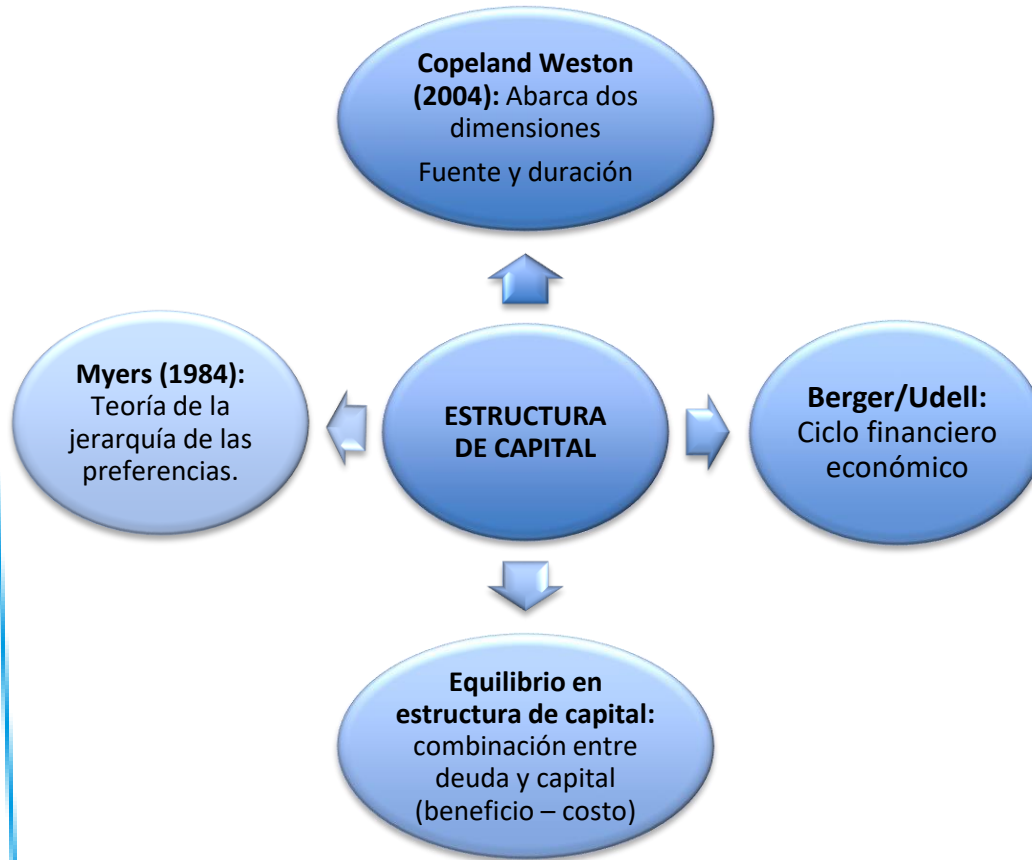 Copeland Weston
(2004): Abarca dos
dimensiones
Fuente y duración
Myers (1984):
Teoría de la
jerarquía de las
preferencias.
ESTRUCTURA
DE CAPITAL
Berger/Udell:
Ciclo financiero
económico
Equilibrio en
estructura de capital:
combinación entre
deuda y capital
(beneficio – costo)